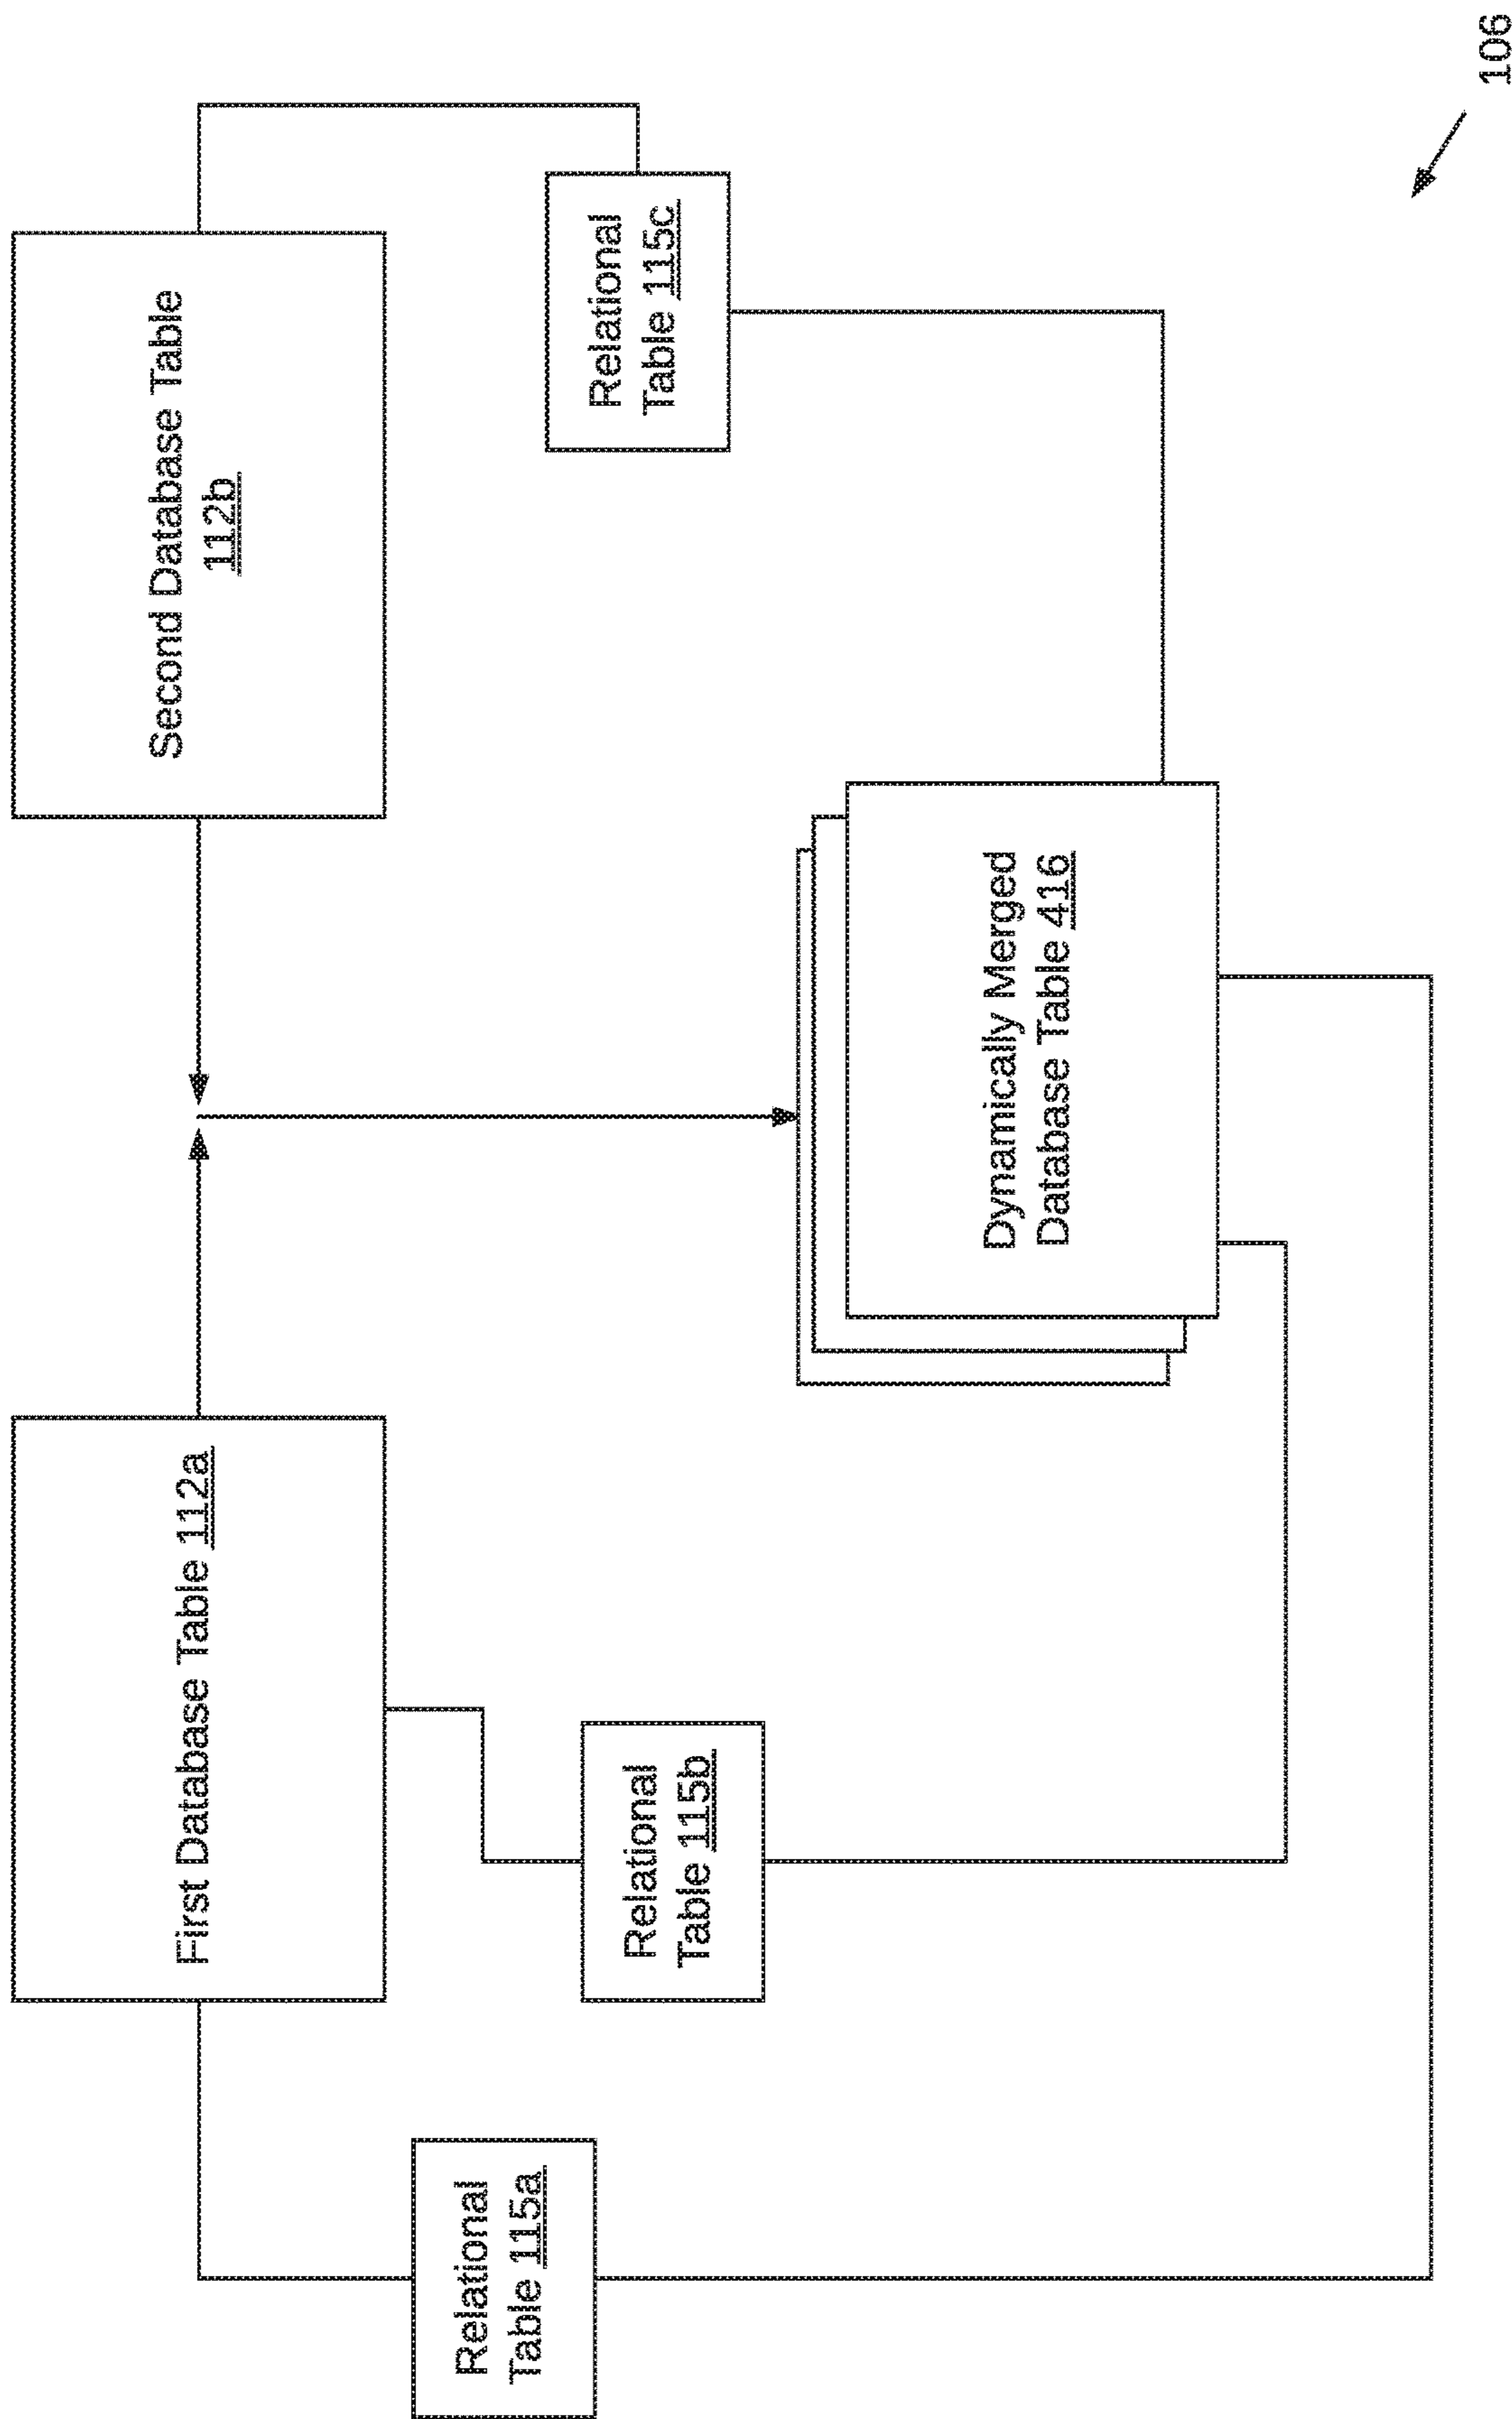 First Database Table 112a
Second Database Table
112b
Relational
Table 115a
Relational
Table 115b
Relational
Table 115c
Dynamically Merged
Database Table 416
106